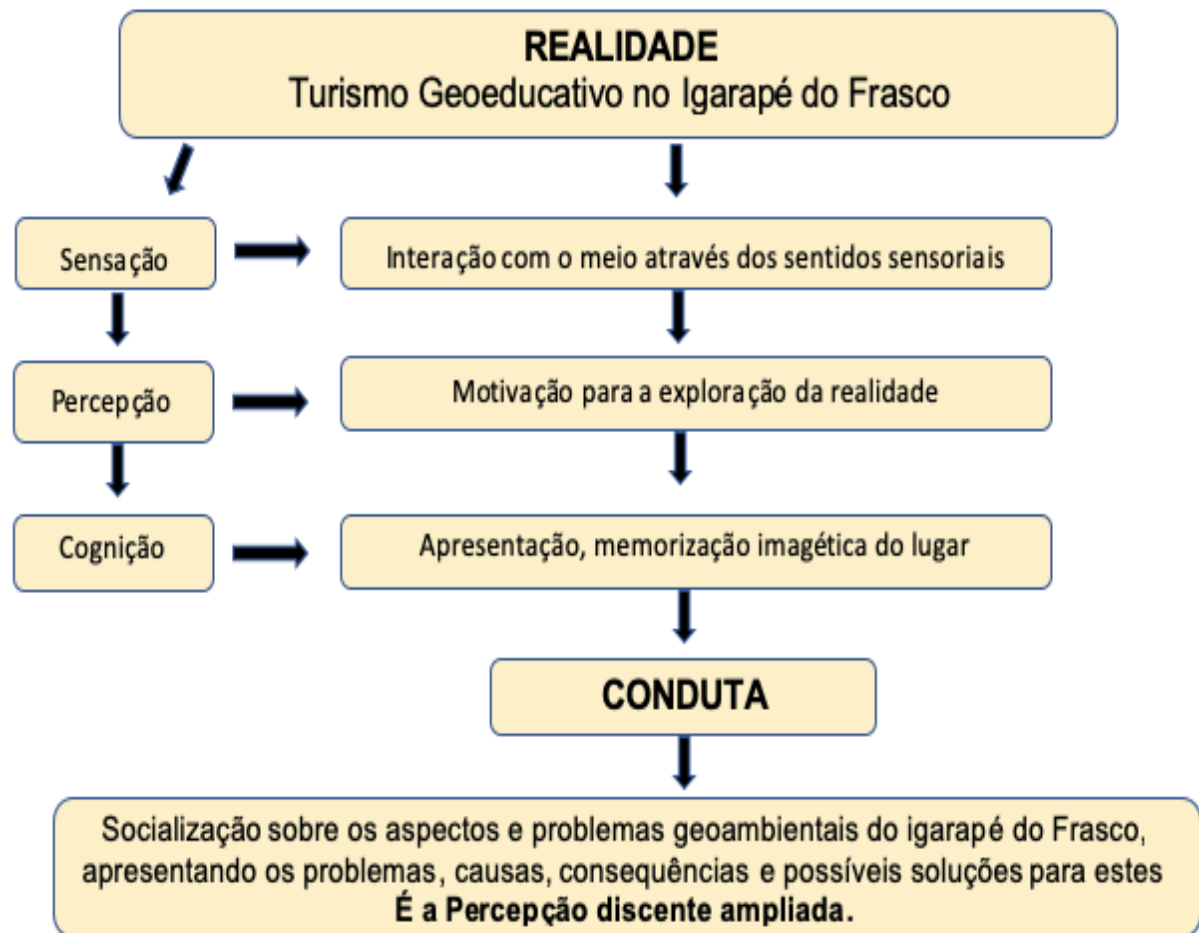 REALIDADE
Turismo Geoeducativo no Igarapé do Frasco
Sensação
Interação com o meio através dos sentidos sensoriais
Percepção
Motivação para a exploração da realidade
Cognição
Apresentação, memorização imagética do lugar
CONDUTA
Socialização sobre os aspectos e problemas geoambientais do igarapé do Frasco,
apresentando os problemas, causas, consequências e possíveis soluções para estes
É a Percepção discente ampliada.